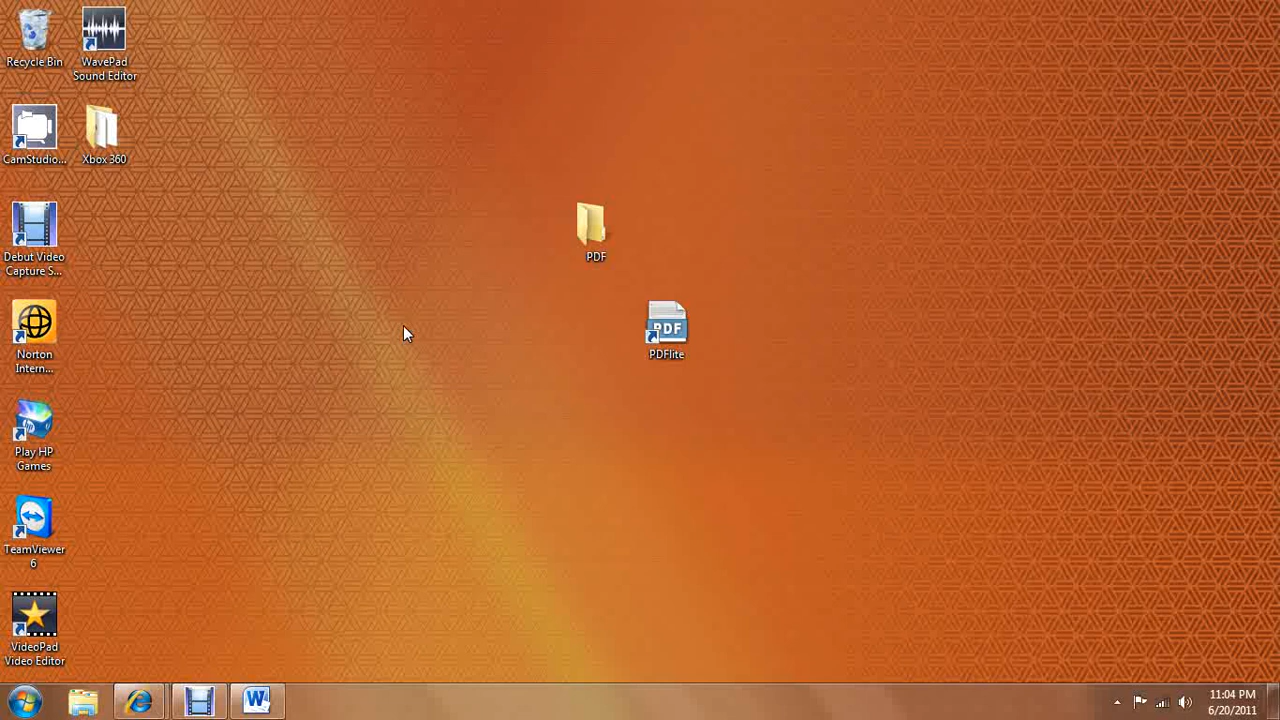 Recycle Bin
WavePad
Sound Editor
CamStudio...
Xbox 360
Debut Video
Capture S...
PDF
Norton
Intern...
PDF
PDFlite
hp
Play HP
Games
TeamViewer
6
VideoPad
Video Editor
W
11:04 PM
6/20/2011